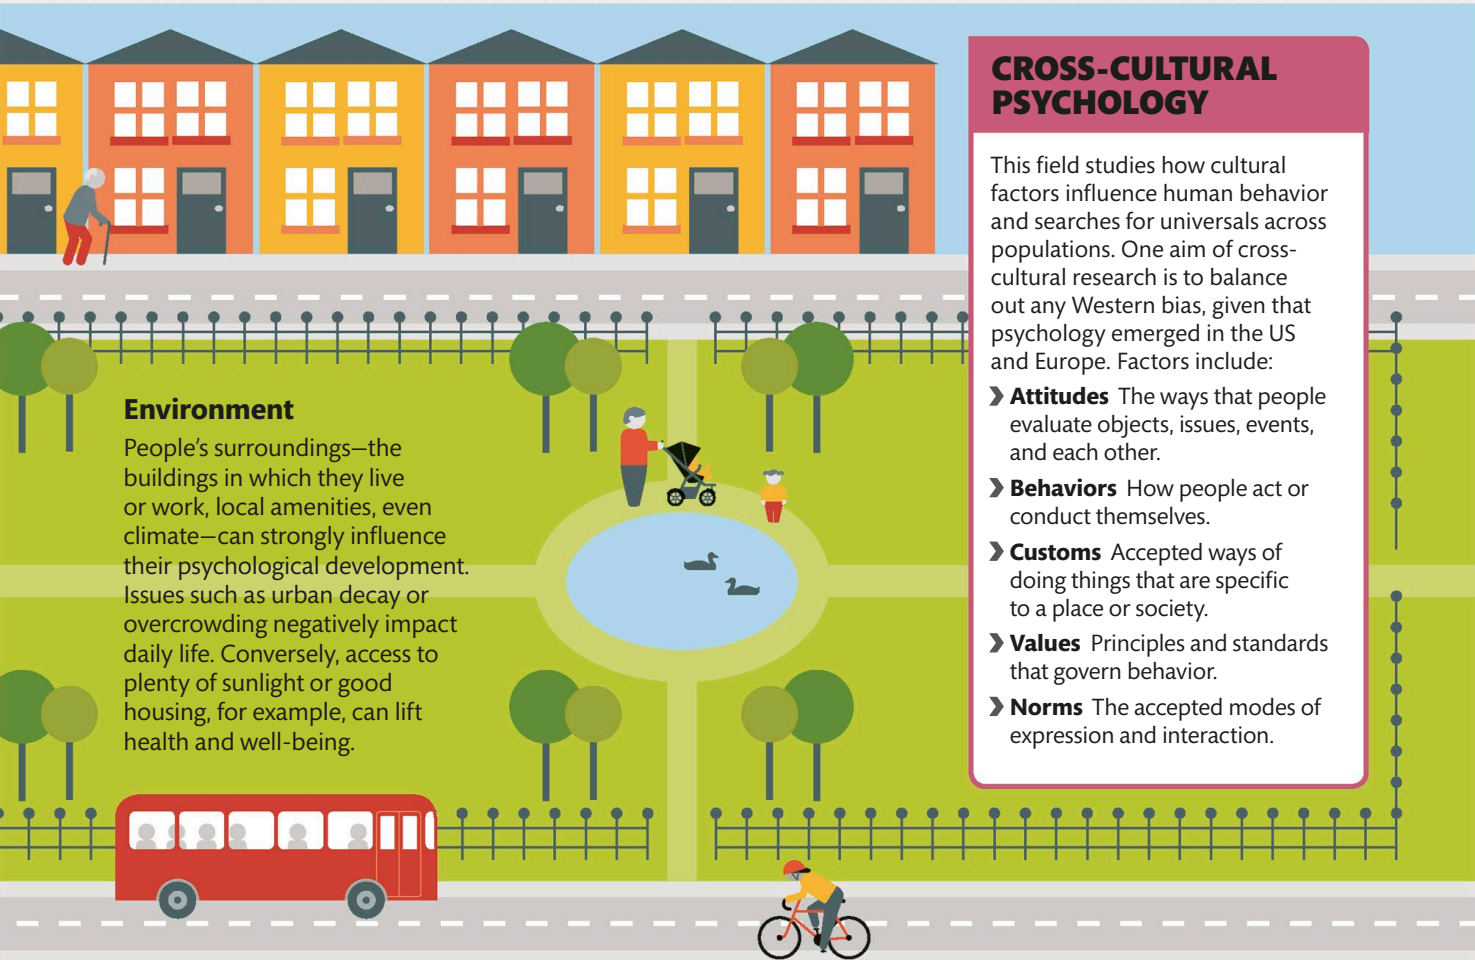 Environment
People’s surroundings—the
buildings in which they live
or work, local amenities, even
climate—can strongly influence
their psychological development.
Issues such as urban decay or
overcrowding negatively impact
daily life. Conversely, access to
plenty of sunlight or good
housing, for example, can lift
health and well-being.
CROSS-CULTURAL
PSYCHOLOGY
This field studies how cultural
factors influence human behavior
and searches for universals across
populations. One aim of cross-
cultural research is to balance
out any Western bias, given that
psychology emerged in the US
and Europe. Factors include:
❯ Attitudes The ways that people
evaluate objects, issues, events,
and each other.
❯ Behaviors How people act or
conduct themselves.
❯ Customs Accepted ways of
doing things that are specific
to a place or society.
❯ Values Principles and standards
that govern behavior.
❯ Norms The accepted modes of
expression and interaction.